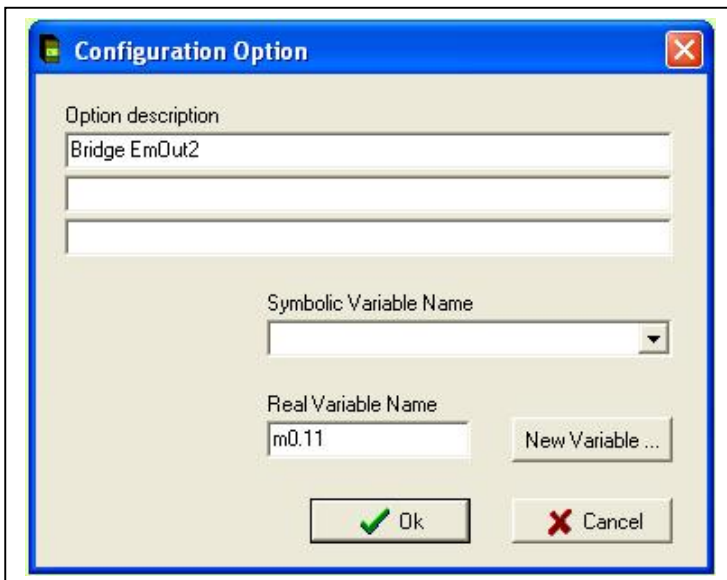 Configuration Option
Option description
Bridge EmOut2
Symbolic Variable Name
Real Variable Name
m0.11
New Variable ...
Ok
Cancel